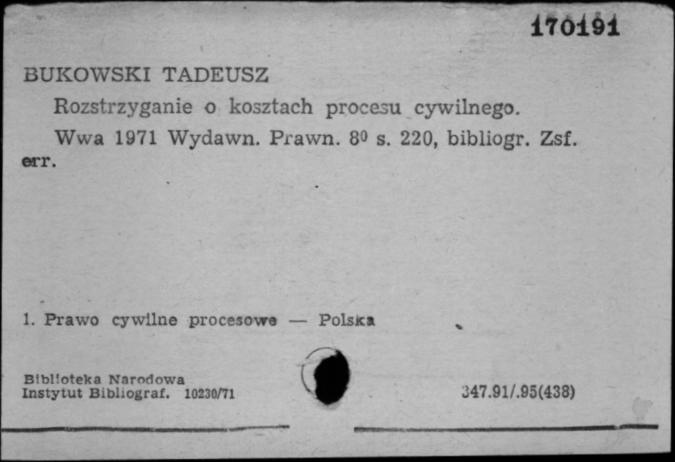 170191
BUKOWSKI TADEUSZ
Rozstrzyganie o kosztach procesu cywilnego.
Wwa 1971 Wydawn. Prawn. 8⁰ s. 220, bibliogr. Zsf.
err.
1. Prawo cywilne procesowe — Polska
Biblioteka Narodowa
Instytut Bibliograf. 10230/71
347.91/.95(438)